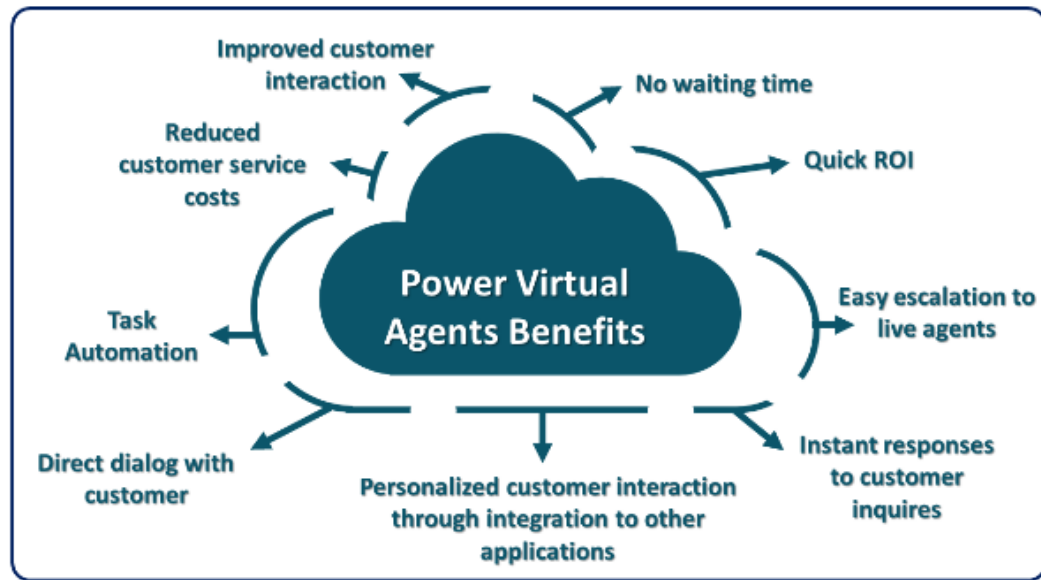 Improved customer
interaction
No waiting time
Reduced
customer service
costs
Quick ROI
Power Virtual
Agents Benefits
Easy escalation to
live agents
Task
Automation
Direct dialog with
customer
Personalized customer interaction
through integration to other
applications
Instant responses
to customer
inquires